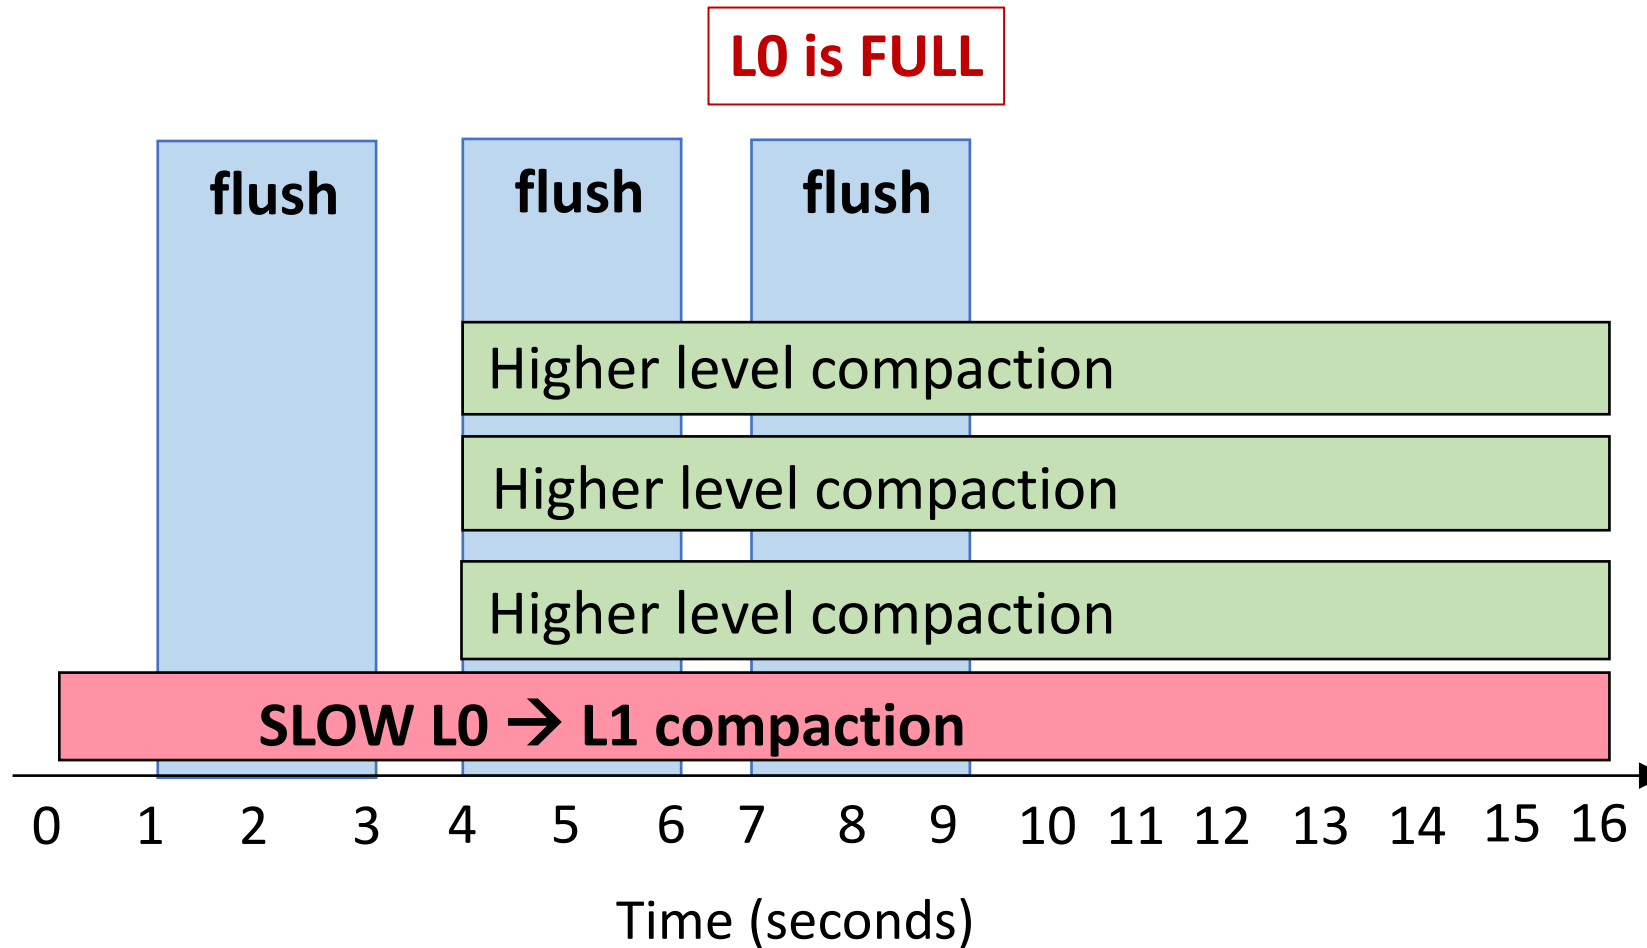 L0 is FULL
flush flush flush
Higher level compaction
Higher level compaction
Higher level compaction
SLOW L0 → L1 compaction
0 1 2 3 4 5 6 7 8 9 10 11 12 13 14 15 16
Time (seconds)